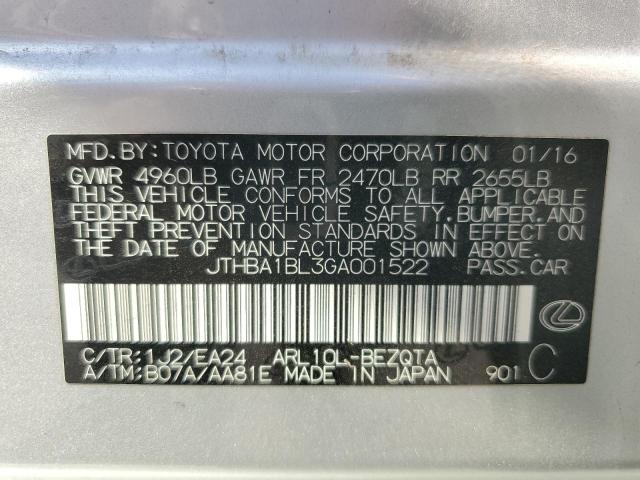 MFD.BY:TOYOTA MOTOR CORPORATION 01/16
GVWR 4960LB GAWR FR 2470LB RR 2655LB
THIS VEHICLE CONFORMS TO ALL APPLICABLE
FEDERAL MOTOR VEHICLE SAFETY.BUMPER.AND
THEFT PREVENTION STANDARDS IN EFFECT ON
THE DATE OF MANUFACTURE SHOWN ABOVE.
JTHBA1BL3GA001522 PASS.CAR
C/TR:1J2/EA24 ARL10L-BEZQTA C
A/TM:B07A/AA81E MADE IN JAPAN 901